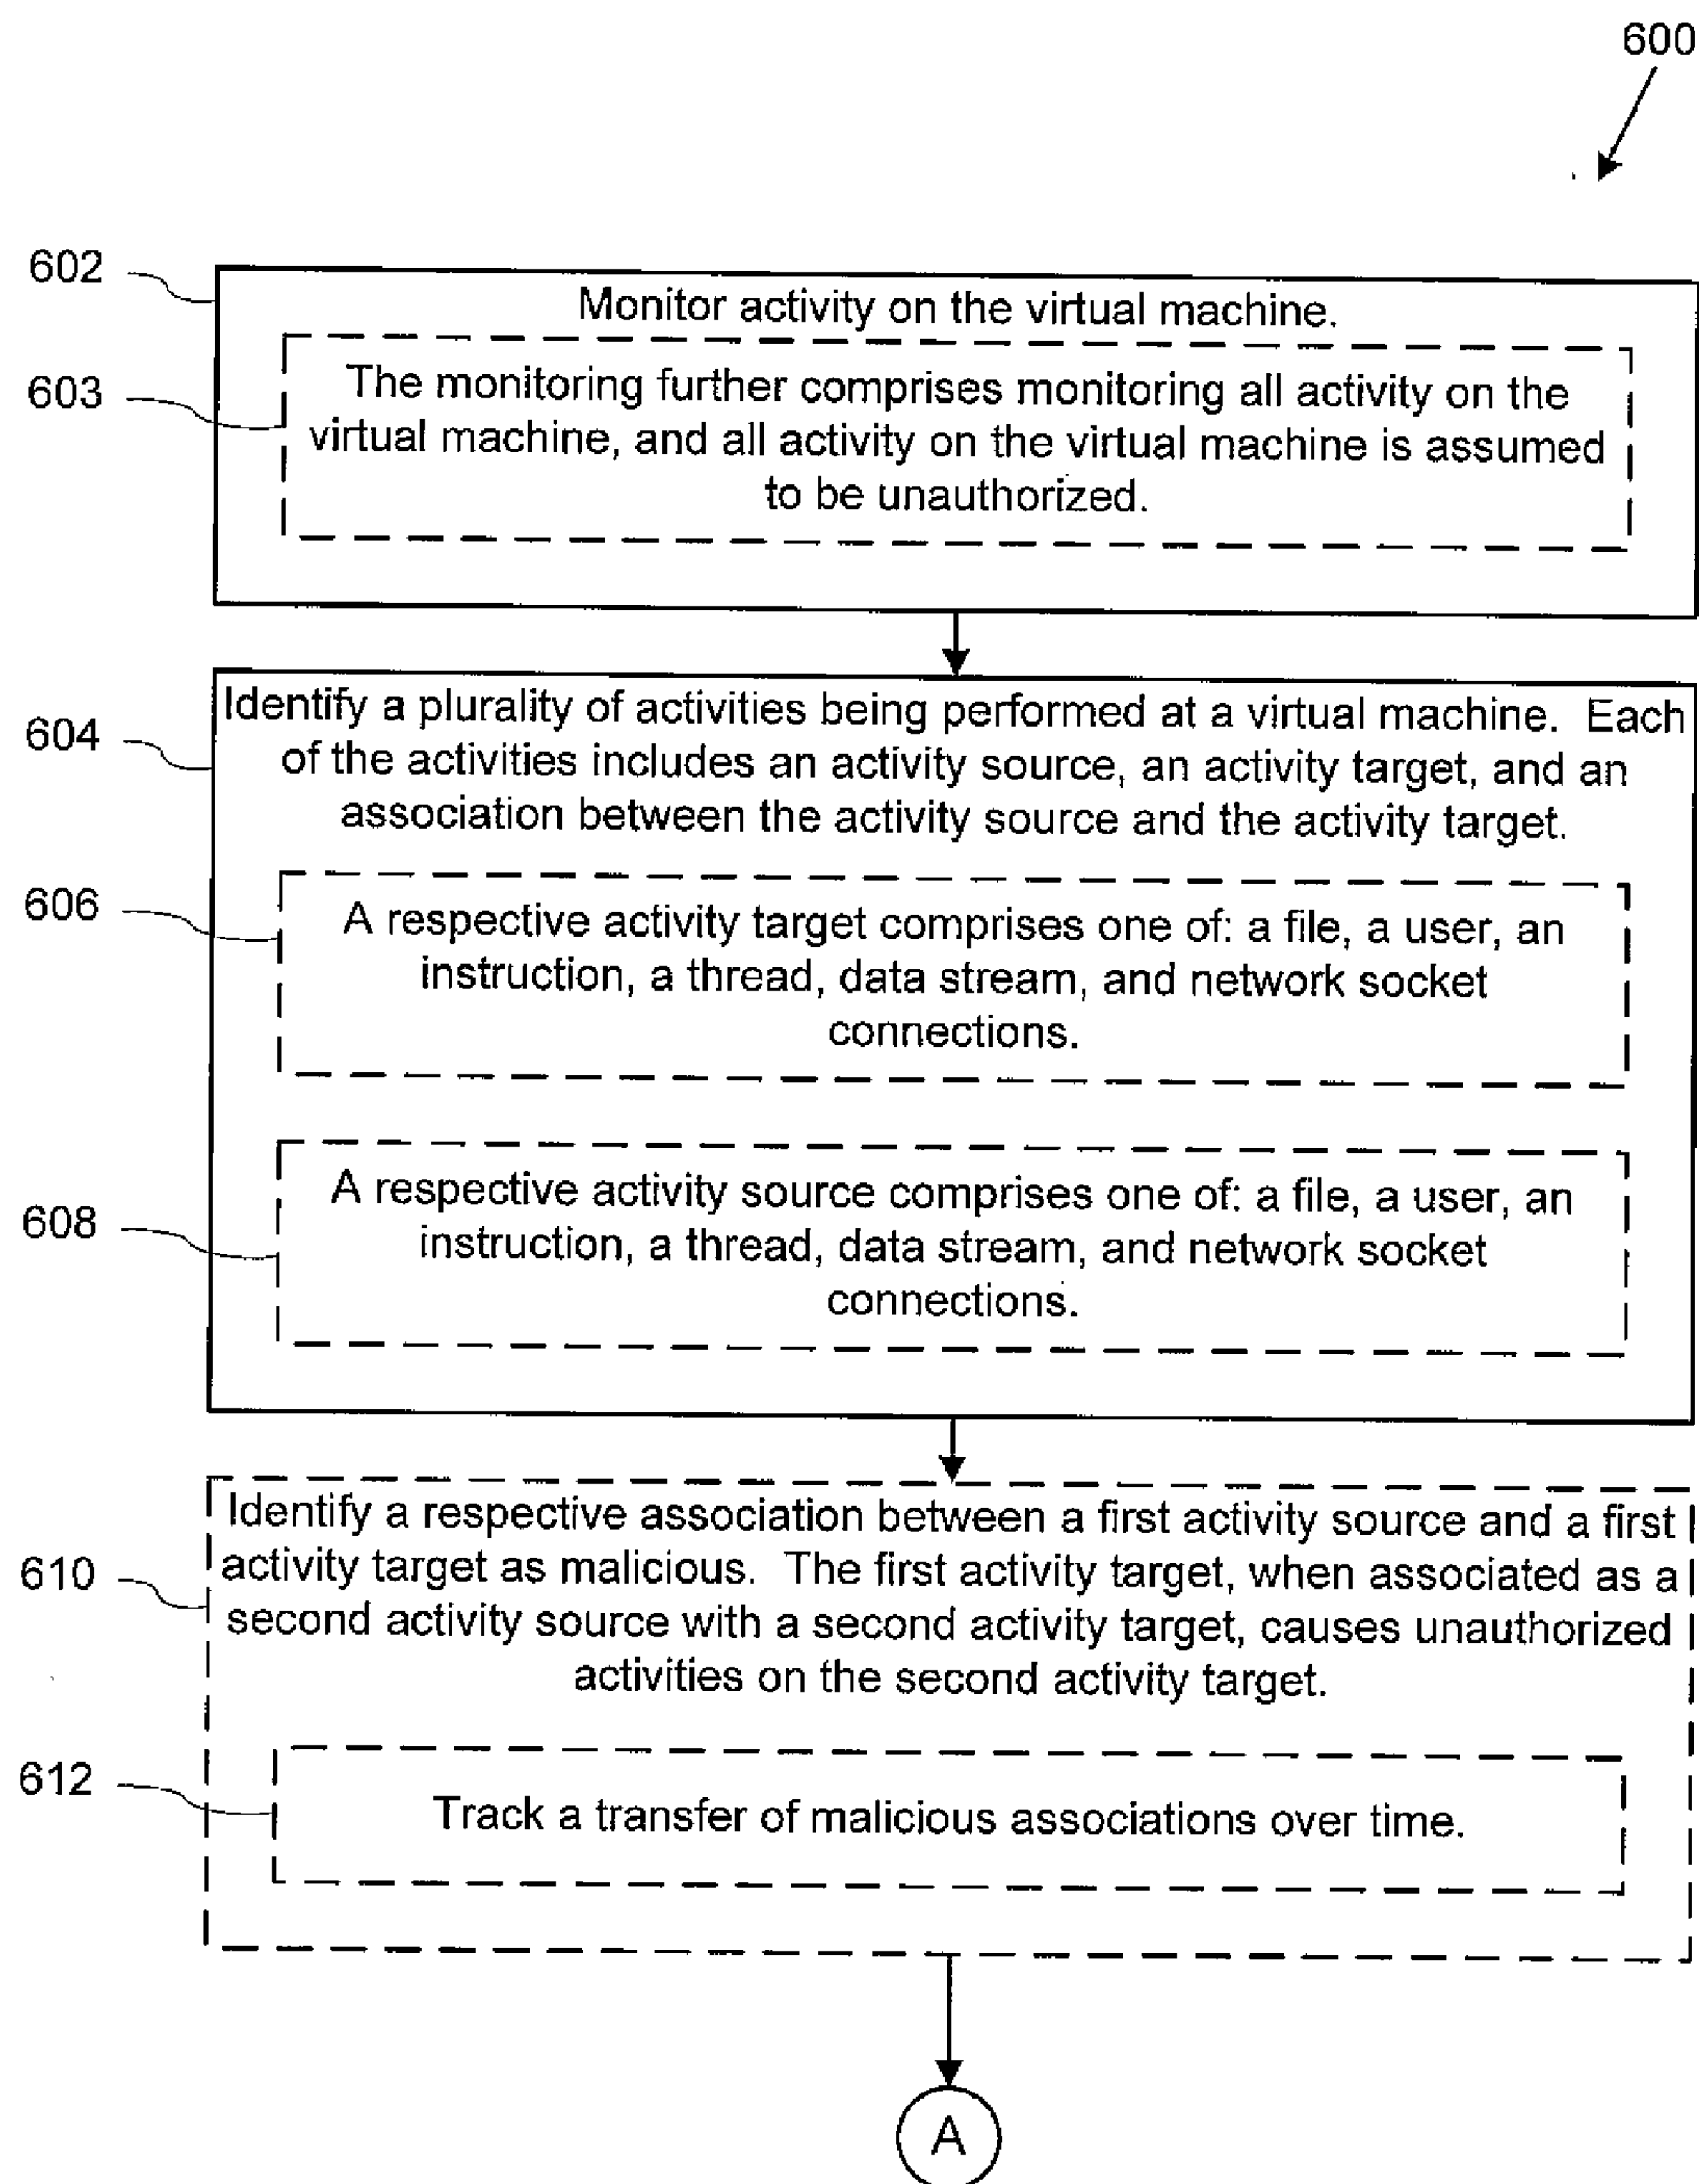 600
602
Monitor activity on the virtual machine.
603
The monitoring further comprises monitoring all activity on the
virtual machine, and all activity on the virtual machine is assumed
to be unauthorized.
604
Identify a plurality of activities being performed at a virtual machine. Each
of the activities includes an activity source, an activity target, and an
association between the activity source and the activity target.
606
A respective activity target comprises one of: a file, a user, an
instruction, a thread, data stream, and network socket
connections.
608
A respective activity source comprises one of: a file, a user, an
instruction, a thread, data stream, and network socket
connections.
610
Identify a respective association between a first activity source and a first
activity target as malicious. The first activity target, when associated as a
second activity source with a second activity target, causes unauthorized
activities on the second activity target.
612
Track a transfer of malicious associations over time.
A